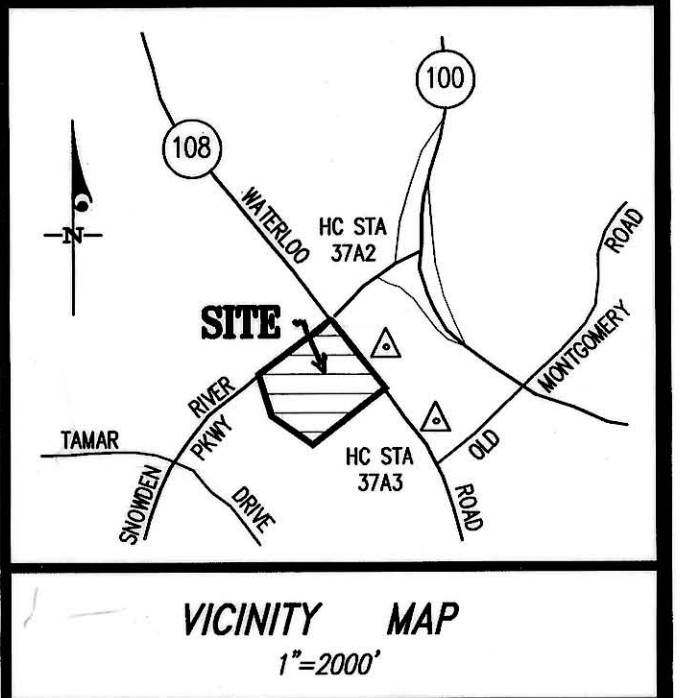 100
108
WATERLOO
HC STA
37A2
ROAD
N
SITE
MONTGOMERY
RIVER
PKWY
TAMAR
OLD
HC STA
37A3
SNOWDEN
DRIVE
ROAD
VICINITY MAP
1"=2000'